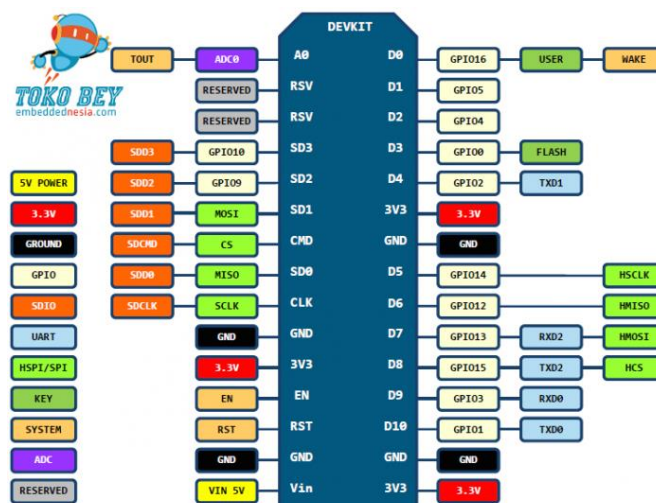 DEVKIT
TOUT ADC0 A0 D0 GPIO16 USER WAKE
RESERVED RSV D1 GPIO5
RESERVED RSV D2 GPIO4
TOKO BEY
embeddednesia.com
SDD3 GPIO10 SD3 D3 GPIO0 FLASH
5V POWER SDD2 GPIO9 SD2 D4 GPIO2 TXD1
3.3V SDD1 MOSI SD1 3V3 3.3V
GROUND SDCMD CS CMD GND GND
GPIO SDD0 MISO SD0 D5 GPIO14 HSCLK
SDIO SDCLK SCLK CLK D6 GPIO12 HMISO
UART GND GND D7 GPIO13 RXD2 HMOSI
HSPI/SPI 3.3V 3V3 D8 GPIO15 TXD2 HCS
KEY EN EN D9 GPIO3 RXD0
SYSTEM RST RST D10 GPIO1 TXD0
ADC GND GND GND GND
RESERVED VIN 5V Vin 3V3 3.3V